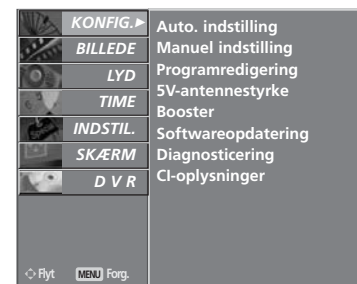 KONFIG.
BILLEDE
LYD
TIME
INDSTIL.
SKÆRM
D V R
Auto. indstilling
Manuel indstilling
Programredigering
5V-antennestyrke
Booster
Softwareopdatering
Diagnosticering
CI-oplysninger
Flyt MENU Forg.